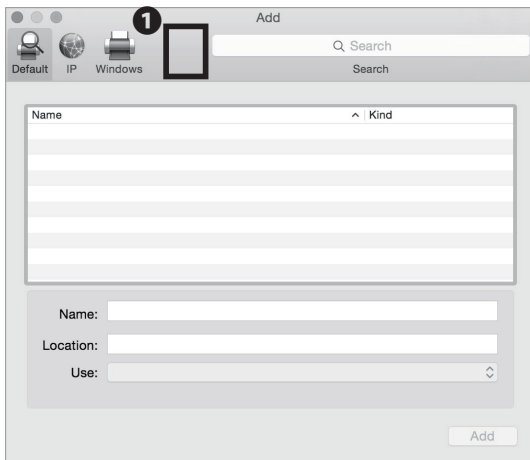 1
Add
Search
Default IP Windows Search
Name Kind
Name:
Location:
Use:
Add